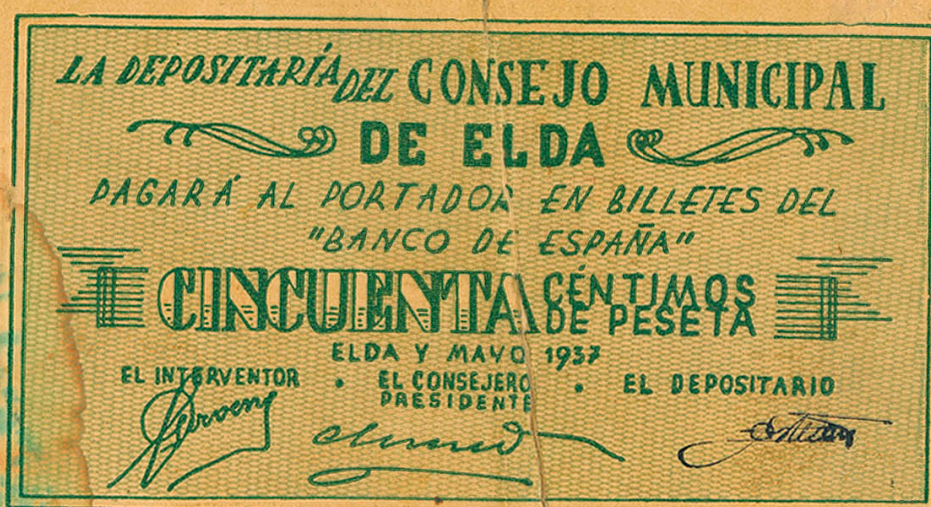 LA DEPOSITARÍA DEL CONSEJO MUNICIPAL
DE ELDA
PAGARÁ AL PORTADOR EN BILLETES DEL
"BANCO DE ESPAÑA"
CINCUENTA CÉNTIMOS
DE PESETA
ELDA Y MAYO 1937
EL INTERVENTOR • EL CONSEJERO • EL DEPOSITARIO
PRESIDENTE